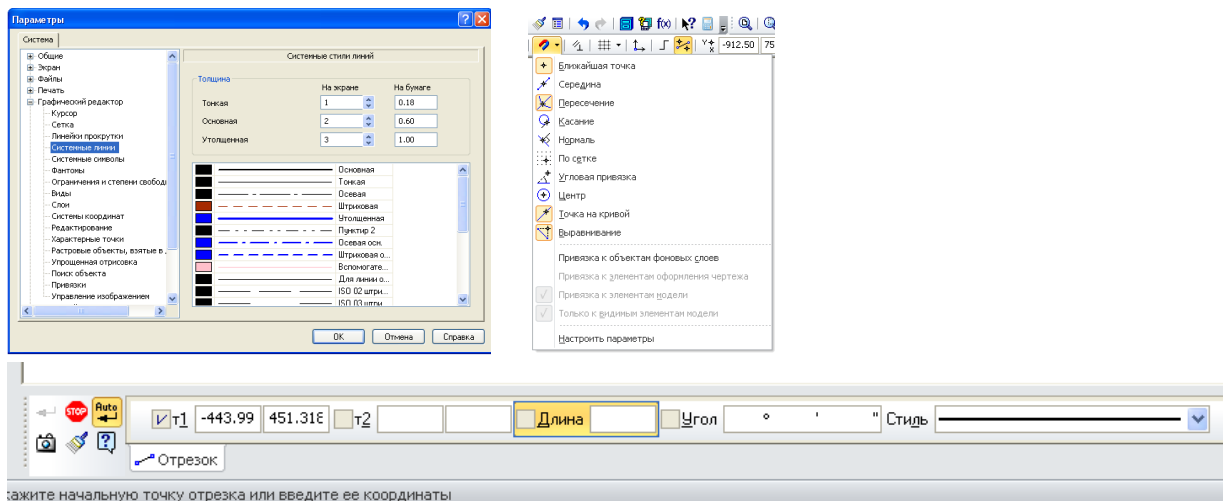 Параметры
Система
Общие
Экран
Файлы
Печать
Графический редактор
Курсор
Сетка
Линейки прокрутки
Системные линии
Системные символы
Фантомы
Ограничения и степени свободы
Виды
Слои
Системы координат
Редактирование
Характерные точки
Растровые объекты, взятые в
Упрощенная отрисовка
Поиск объекта
Привязки
Управление изображением
Системные стили линий
Толщина
На экране На бумаге
Тонкая 1 0.18
Основная 2 0.60
Утолщенная 3 1.00
Основная
Тонкая
Осевая
Штриховая
Утолщенная
Пунктир 2
Осевая осн.
Штриховая о...
Вспомогате...
Для линии о...
ISO 02 штри...
ISO 03 штри...
OK Отмена Справка
f(x)
-912.50 75
Ближайшая точка
Середина
Пересечение
Касание
Нормаль
По сетке
Угловая привязка
Центр
Точка на кривой
Выравнивание
Привязка к объектам фоновых слоев
Привязка к элементам оформления чертежа
Привязка к элементам модели
Только к видимым элементам модели
Настроить параметры
STOP Auto
т1 -443.99 451.318 т2 Длина Угол ° ' " Стиль
Отрезок
кажите начальную точку отрезка или введите ее координаты